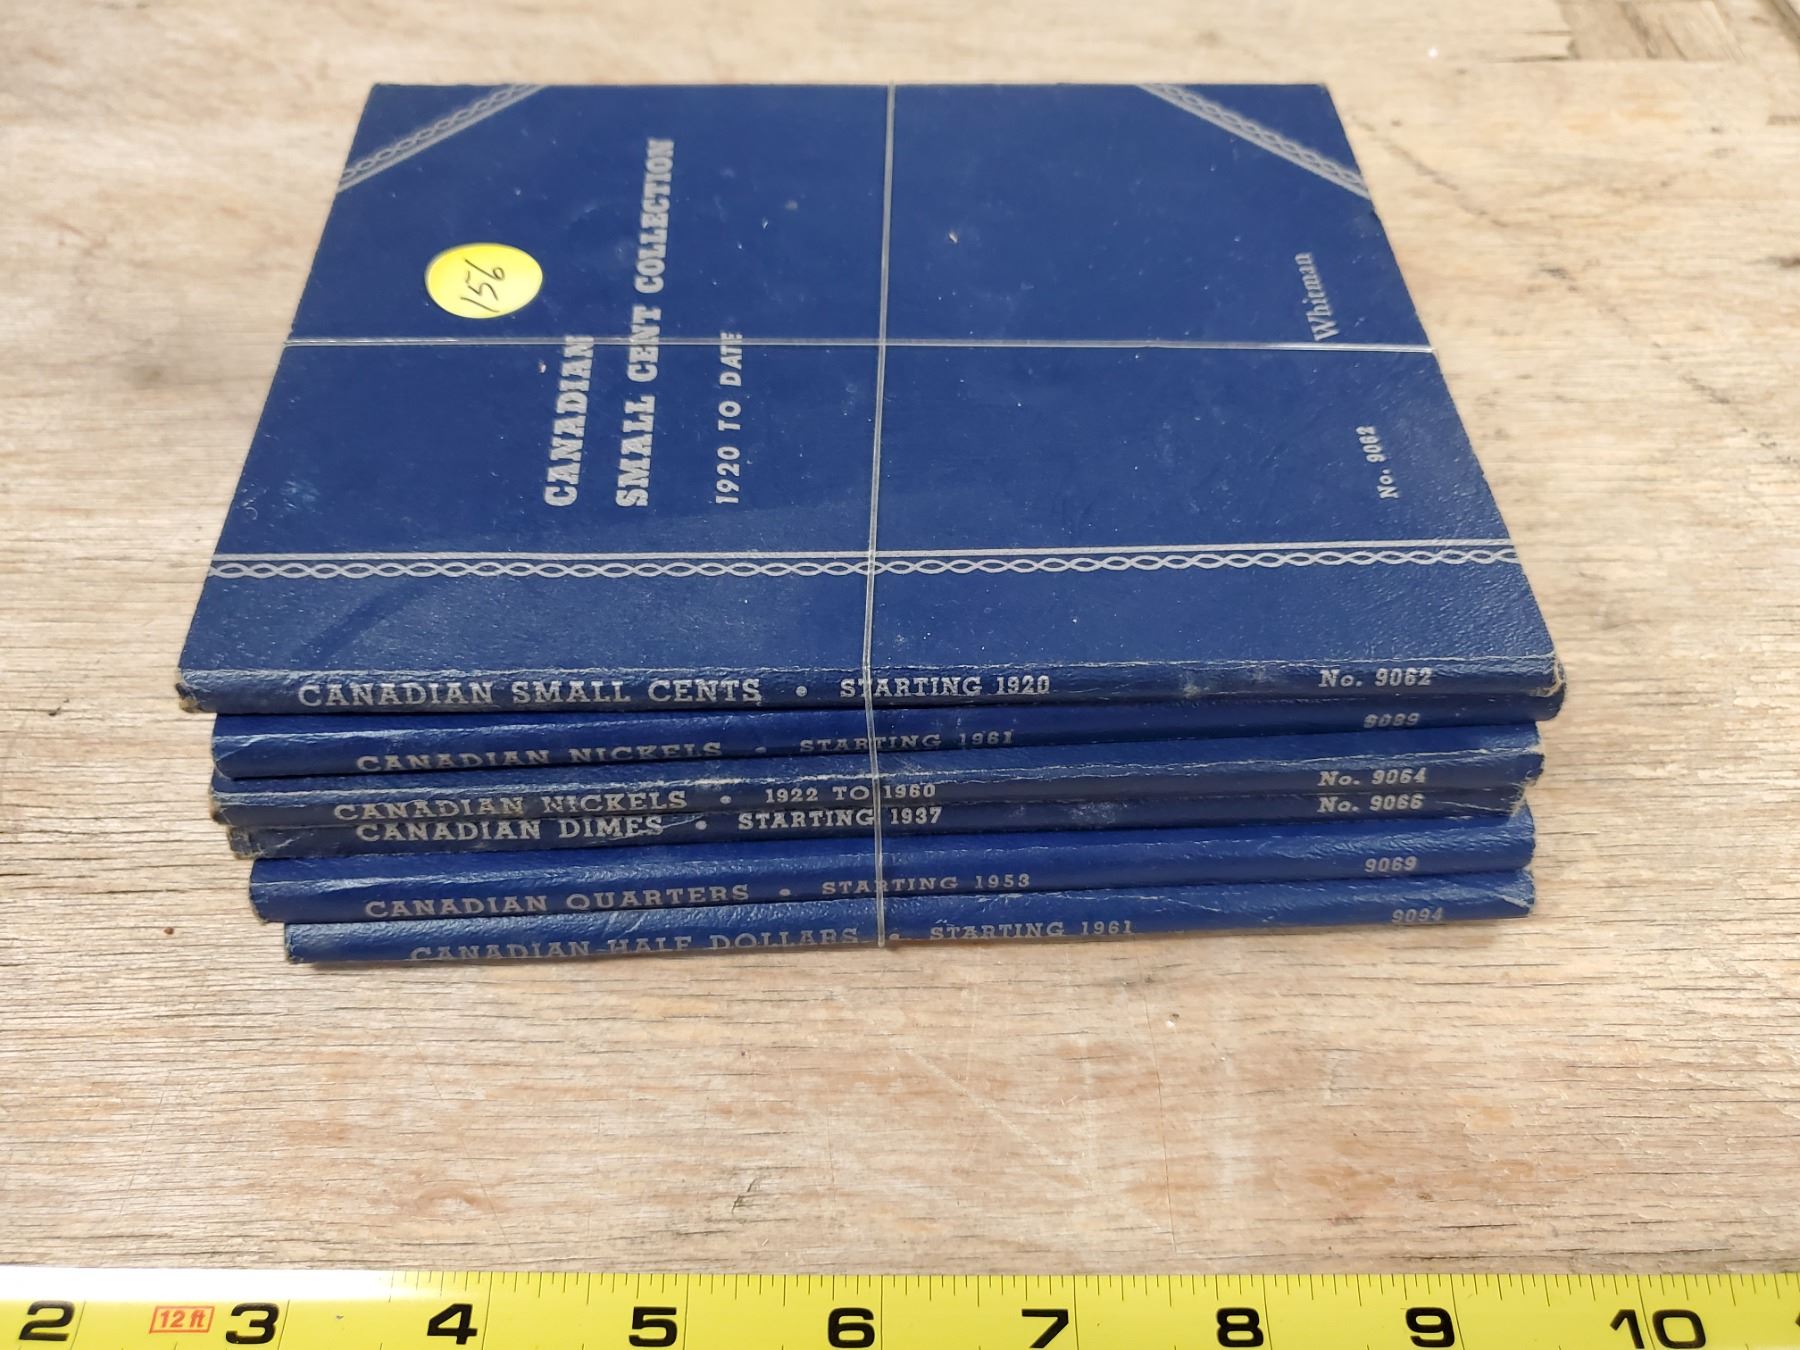 156
CANADIAN
SMALL CENT COLLECTION
1920 TO DATE
Whitman
No. 9062
CANADIAN SMALL CENTS • STARTING 1920 No. 9062
CANADIAN NICKELS • STARTING 1961 9089
CANADIAN NICKELS • 1922 TO 1960 No. 9064
CANADIAN DIMES • STARTING 1937 No. 9066
CANADIAN QUARTERS • STARTING 1953 9069
CANADIAN HALF DOLLARS • STARTING 1961 9094
2 12 ft 3 4 5 6 7 8 9 10